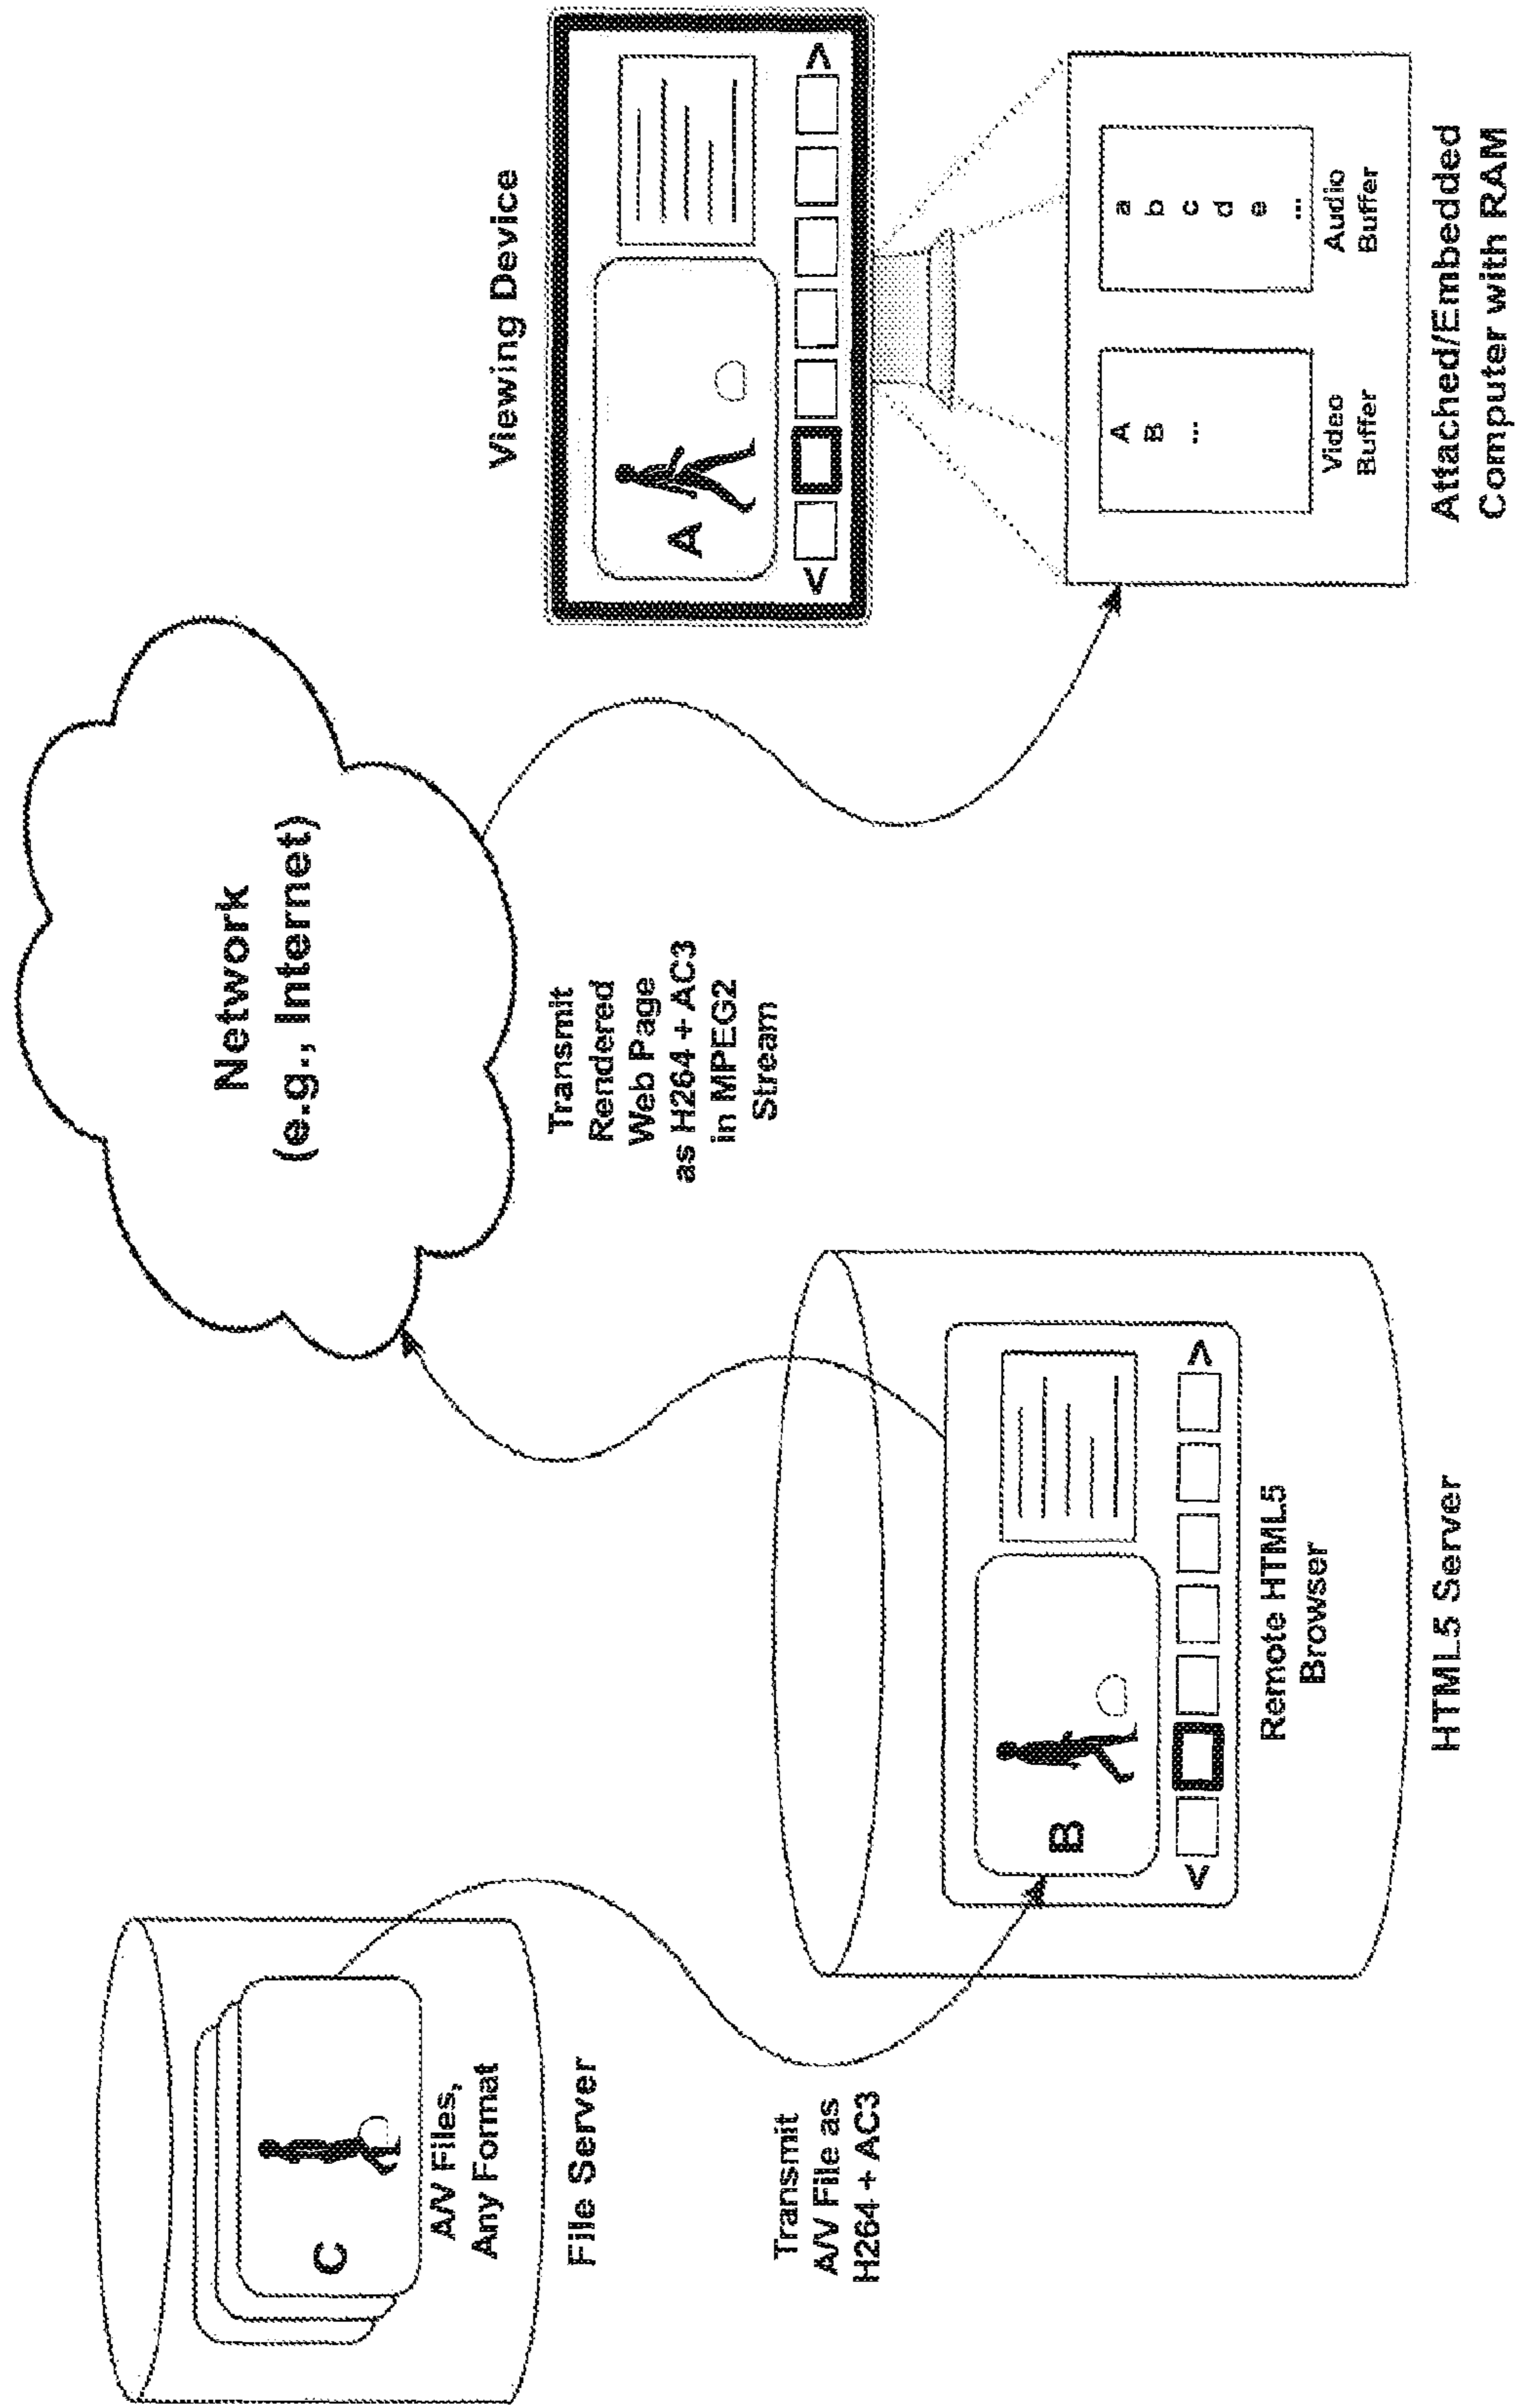 C
A/V Files,
Any Format
File Server
Transmit
A/V File as
H264 + AC3
B
<
>
Remote HTML5
Browser
HTML5 Server
Network
(e.g., Internet)
Transmit
Rendered
Web Page
as H264 + AC3
in MPEG2
Stream
Viewing Device
A
<
>
A
B
...
Video
Buffer
a
b
c
d
e
...
Audio
Buffer
Attached/Embedded
Computer with RAM